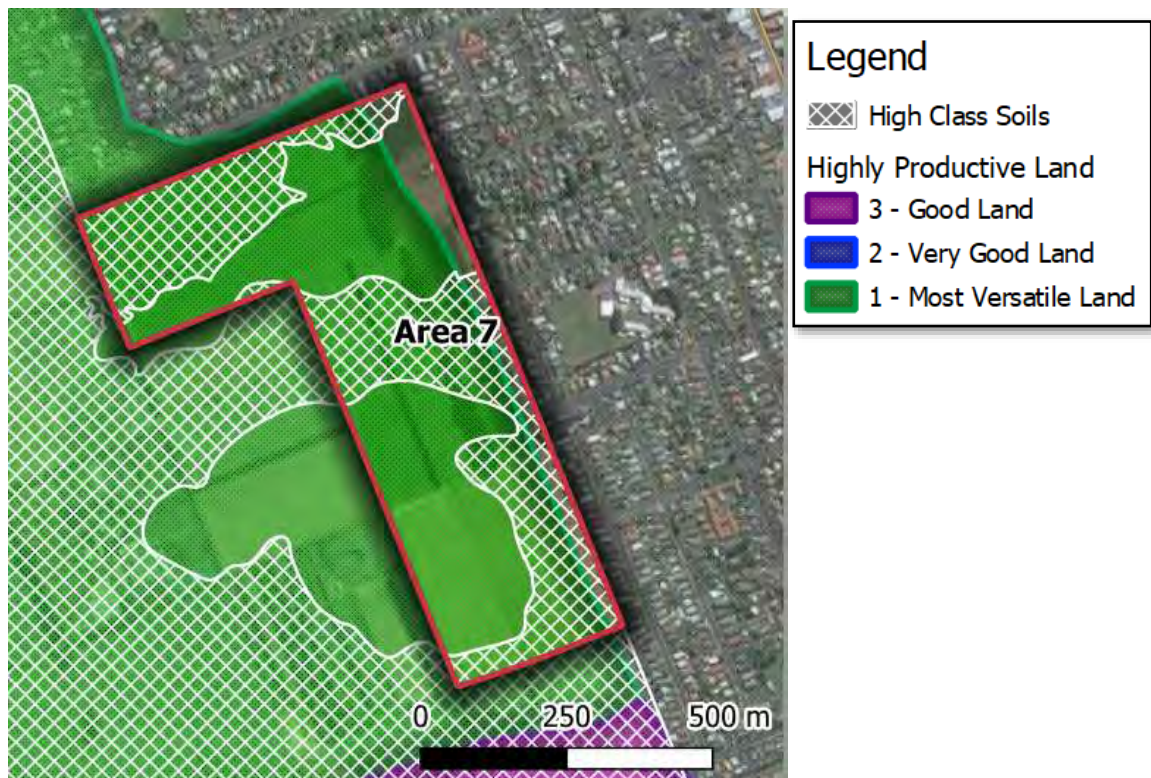 Area 7
0 250 500 m
Legend
High Class Soils
Highly Productive Land
3 - Good Land
2 - Very Good Land
1 - Most Versatile Land